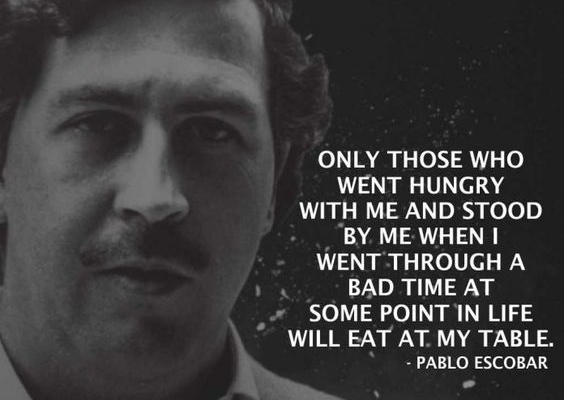 ONLY THOSE WHO
WENT HUNGRY
WITH ME AND STOOD
BY ME WHEN I
WENT THROUGH A
BAD TIME AT
SOME POINT IN LIFE
WILL EAT AT MY TABLE.
- PABLO ESCOBAR